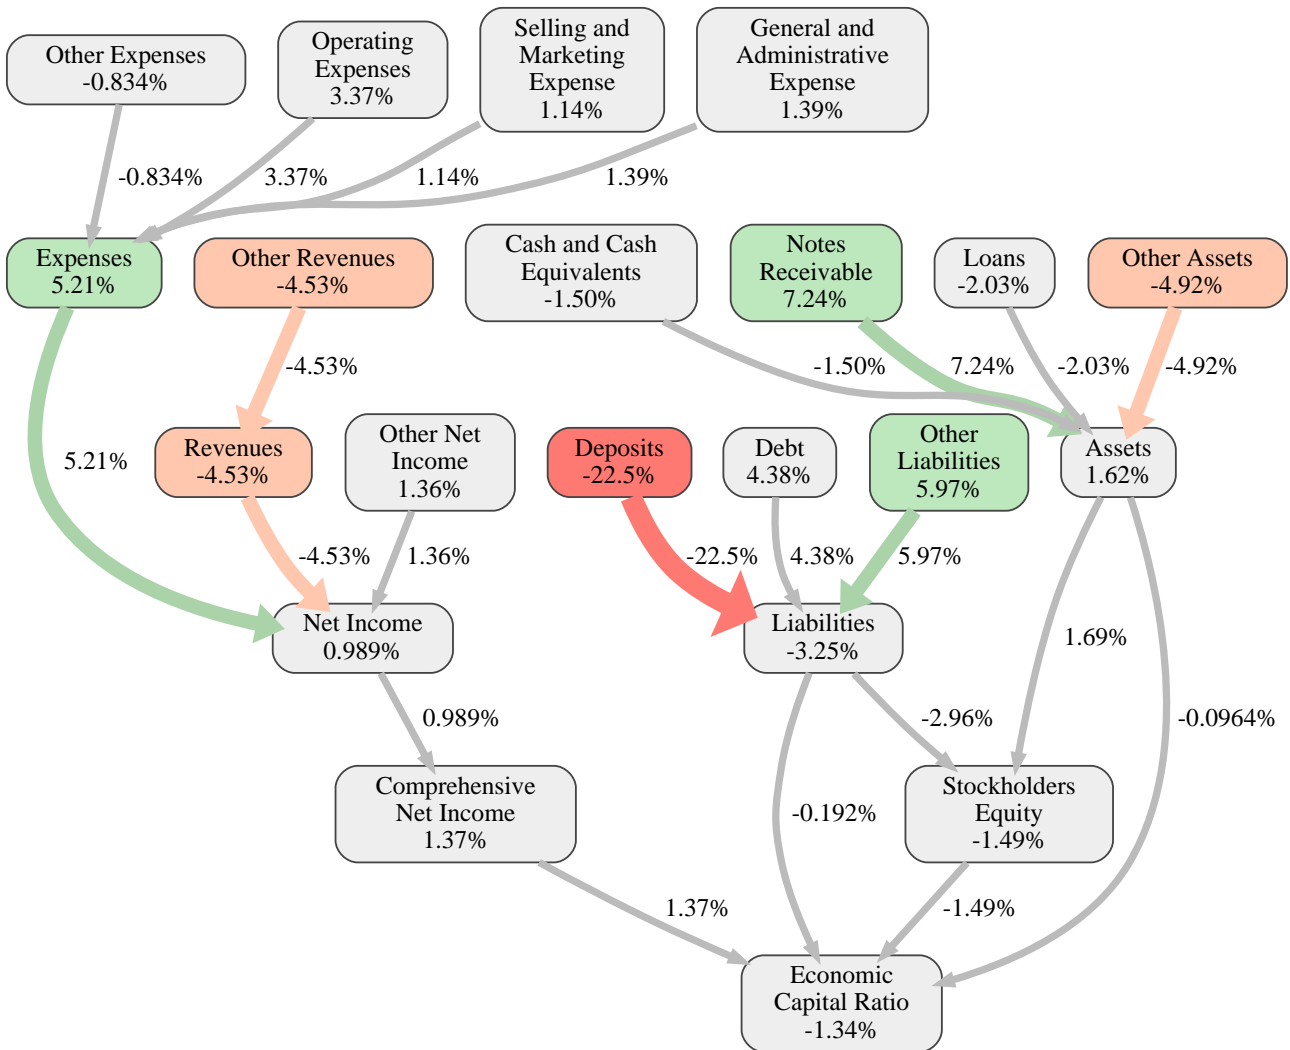 Other Expenses
-0.834%
Operating
Expenses
3.37%
Selling and
Marketing
Expense
1.14%
General and
Administrative
Expense
1.39%
-0.834%
3.37%
1.14%
1.39%
Expenses
5.21%
Other Revenues
-4.53%
Cash and Cash
Equivalents
-1.50%
Notes
Receivable
7.24%
Loans
-2.03%
Other Assets
-4.92%
-4.53%
-1.50%
7.24%
-2.03%
-4.92%
5.21%
Revenues
-4.53%
Other Net
Income
1.36%
Deposits
-22.5%
Debt
4.38%
Other
Liabilities
5.97%
Assets
1.62%
-4.53%
1.36%
-22.5%
4.38%
5.97%
Net Income
0.989%
Liabilities
-3.25%
1.69%
0.989%
-2.96%
-0.0964%
Comprehensive
Net Income
1.37%
-0.192%
Stockholders
Equity
-1.49%
1.37%
-1.49%
Economic
Capital Ratio
-1.34%